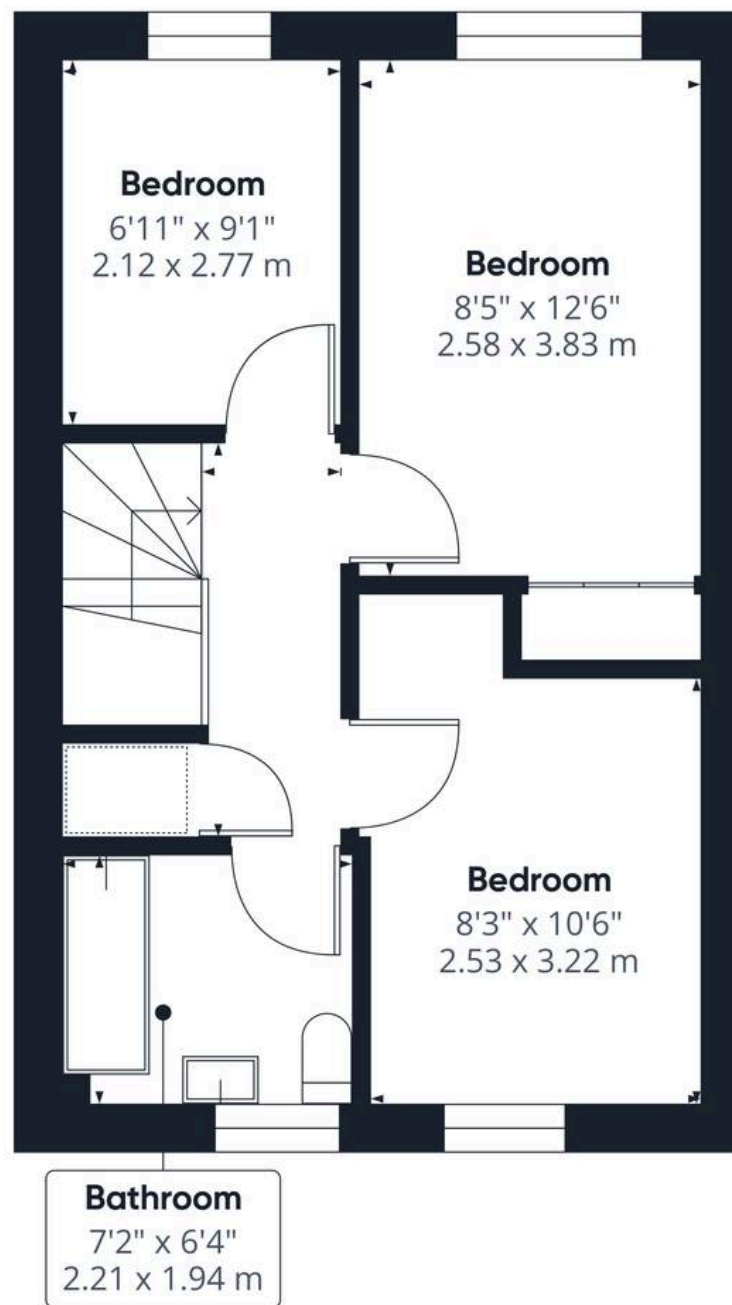 Bedroom
6'11" x 9'1"
2.12 x 2.77 m
Bedroom
8'5" x 12'6"
2.58 x 3.83 m
Bedroom
8'3" x 10'6"
2.53 x 3.22 m
Bathroom
7'2" x 6'4"
2.21 x 1.94 m